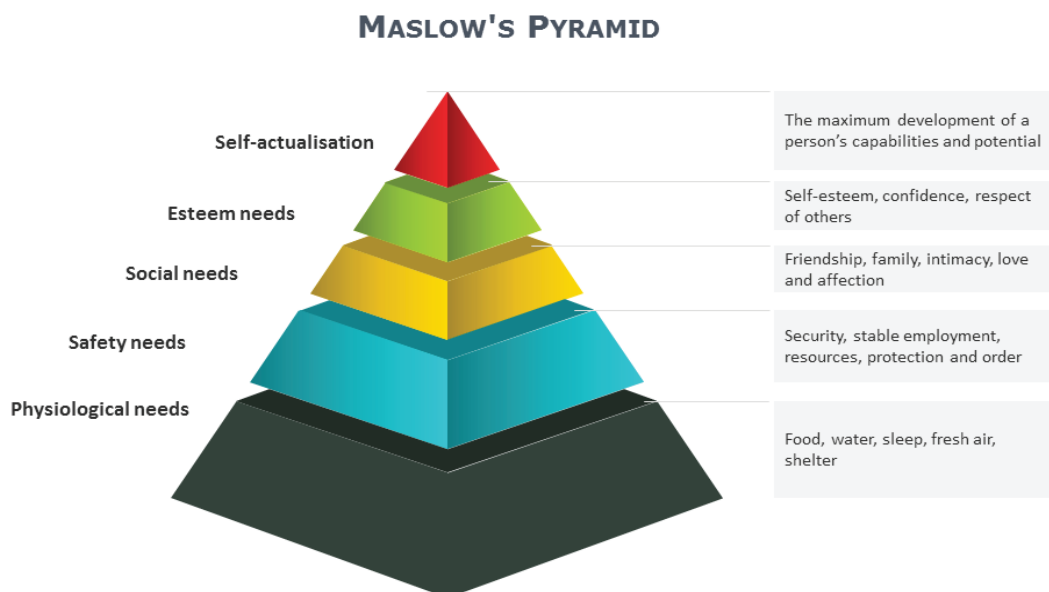 MASLOW'S PYRAMID
Self-actualisation
The maximum development of a
person's capabilities and potential
Esteem needs
Self-esteem, confidence, respect
of others
Social needs
Friendship, family, intimacy, love
and affection
Safety needs
Security, stable employment,
resources, protection and order
Physiological needs
Food, water, sleep, fresh air,
shelter